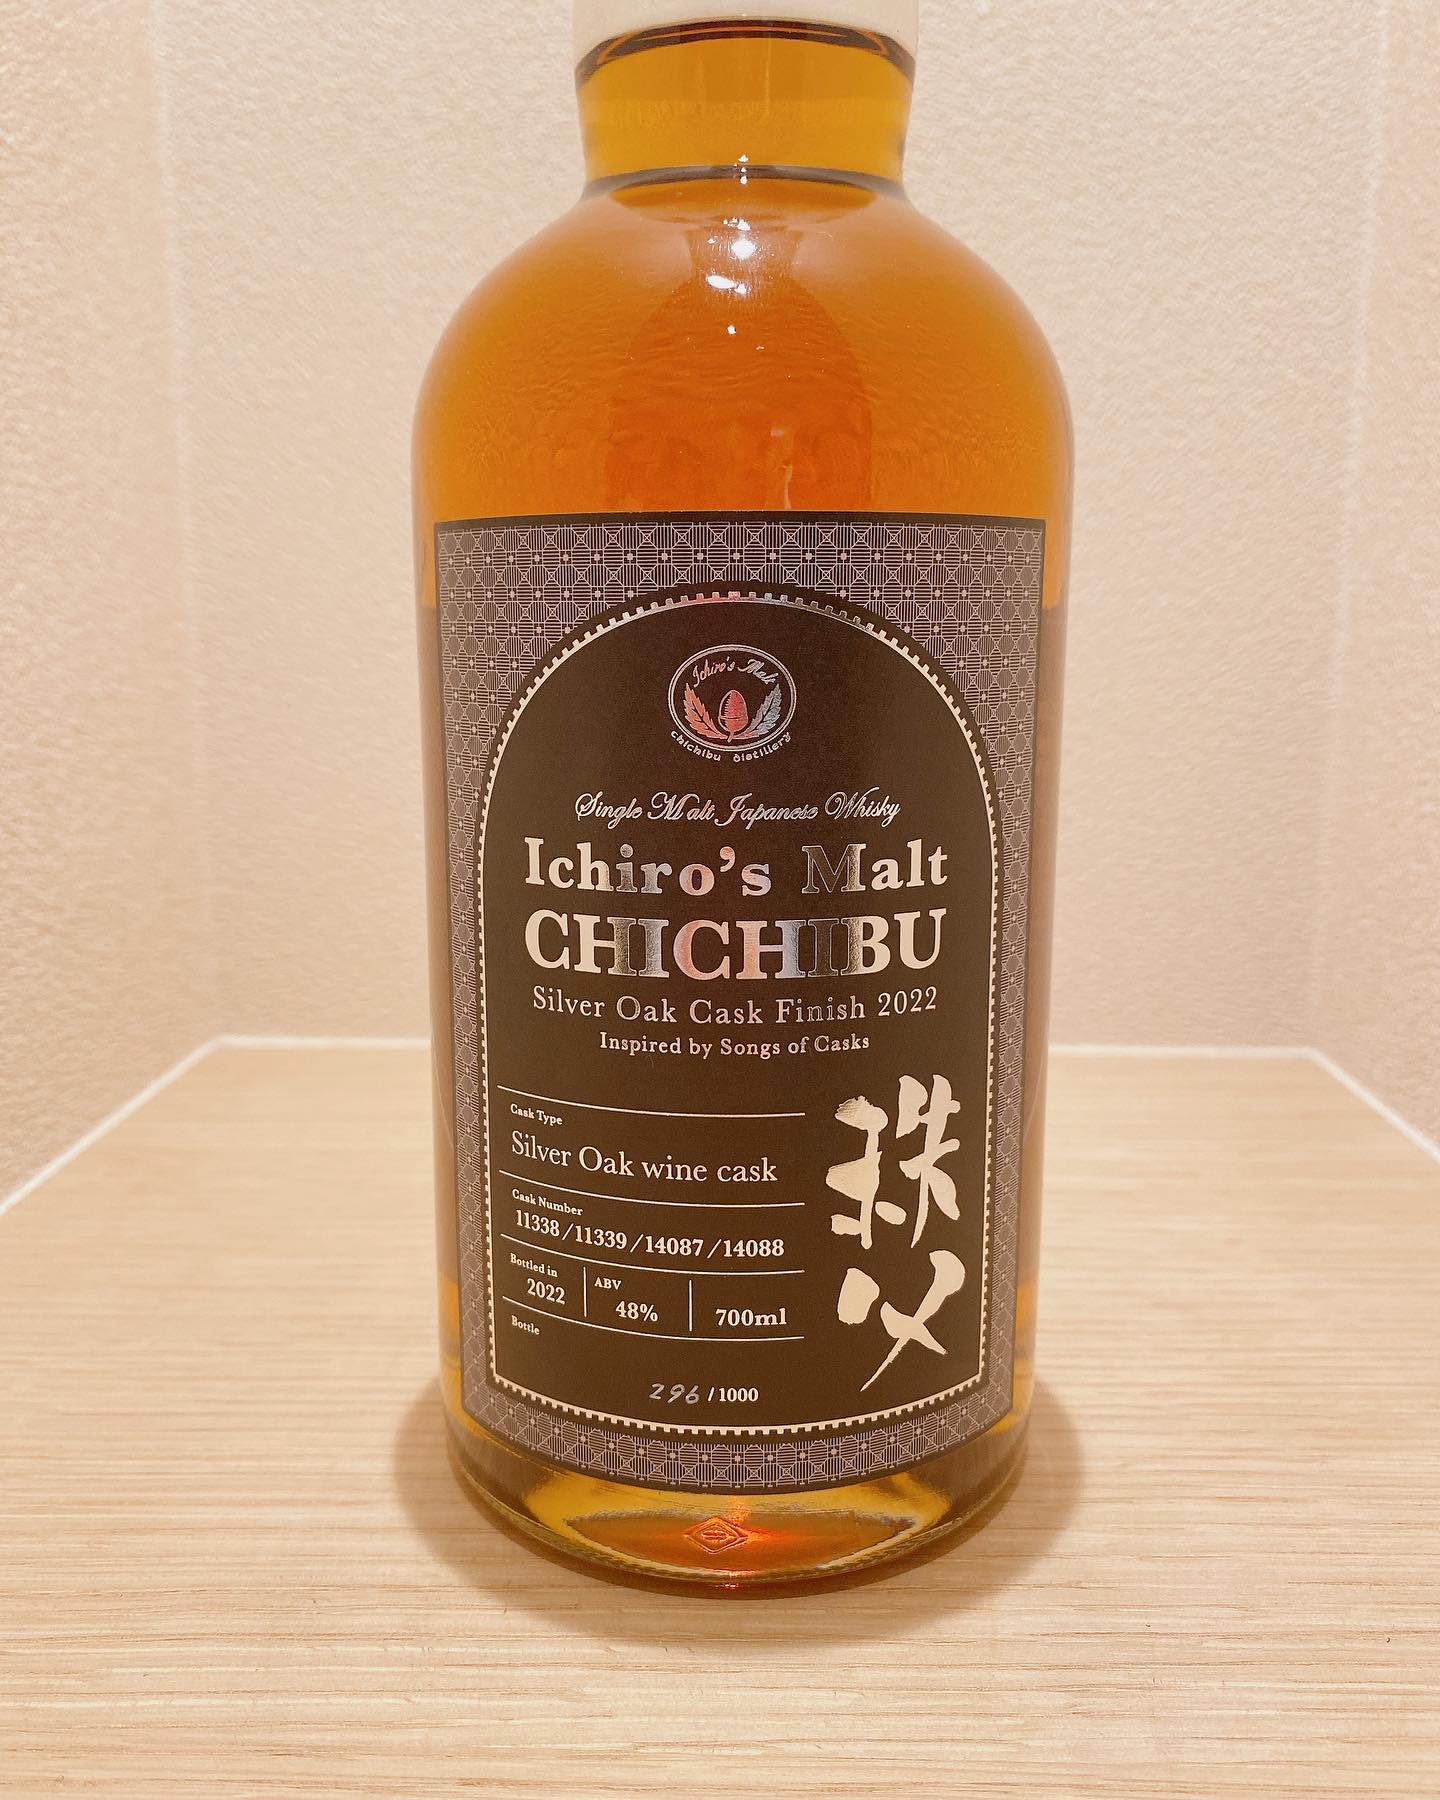 Ichiro's Malt
chichibu distillery
Single Malt Japanese Whisky
Ichiro's Malt
CHICHIBU
Silver Oak Cask Finish 2022
Inspired by Songs of Casks
Cask Type
Silver Oak wine cask
Cask Number
11338/11339/14087/14088
Bottled in
2022
ABV
48%
700ml
Bottle
296/1000
秩父